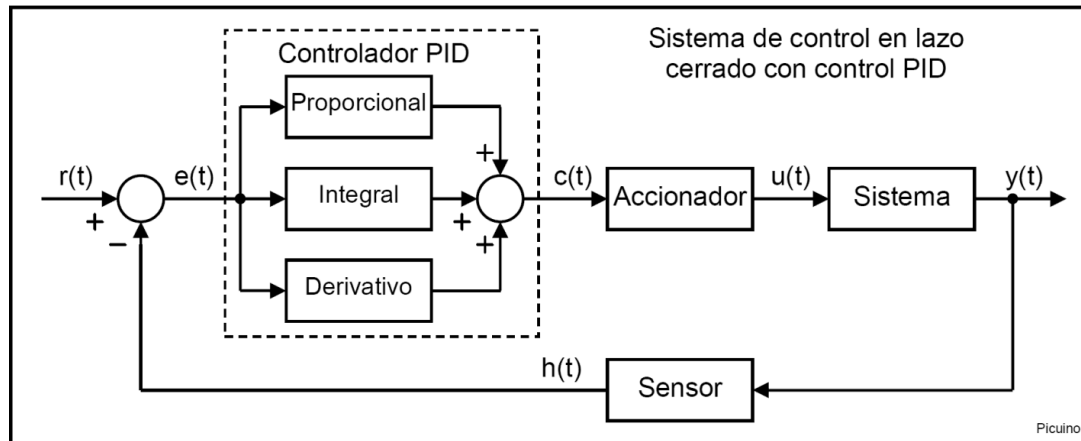 Controlador PID
Sistema de control en lazo
cerrado con control PID
Proporcional
+
r(t)
e(t)
Integral
c(t)
Accionador
u(t)
Sistema
y(t)
+
−
+
+
Derivativo
h(t)
Sensor
Picuino